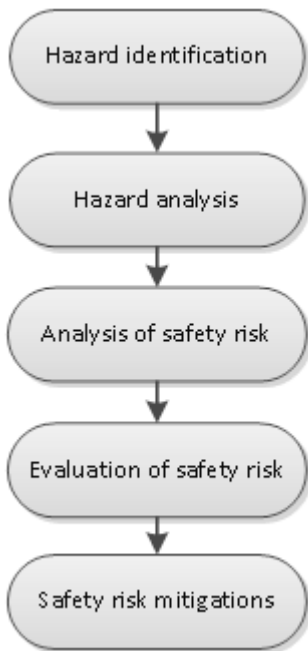 Hazard identification
Hazard analysis
Analysis of safety risk
Evaluation of safety risk
Safety risk mitigations